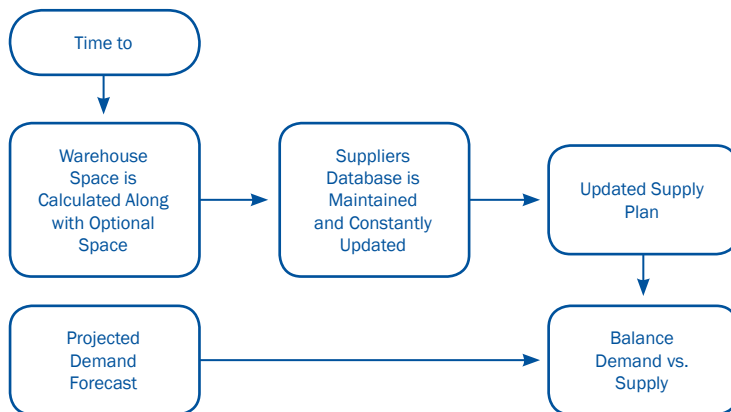 Time to
Warehouse
Space is
Calculated Along
with Optional
Space
Suppliers
Database is
Maintained
and Constantly
Updated
Updated Supply
Plan
Projected
Demand
Forecast
Balance
Demand vs.
Supply